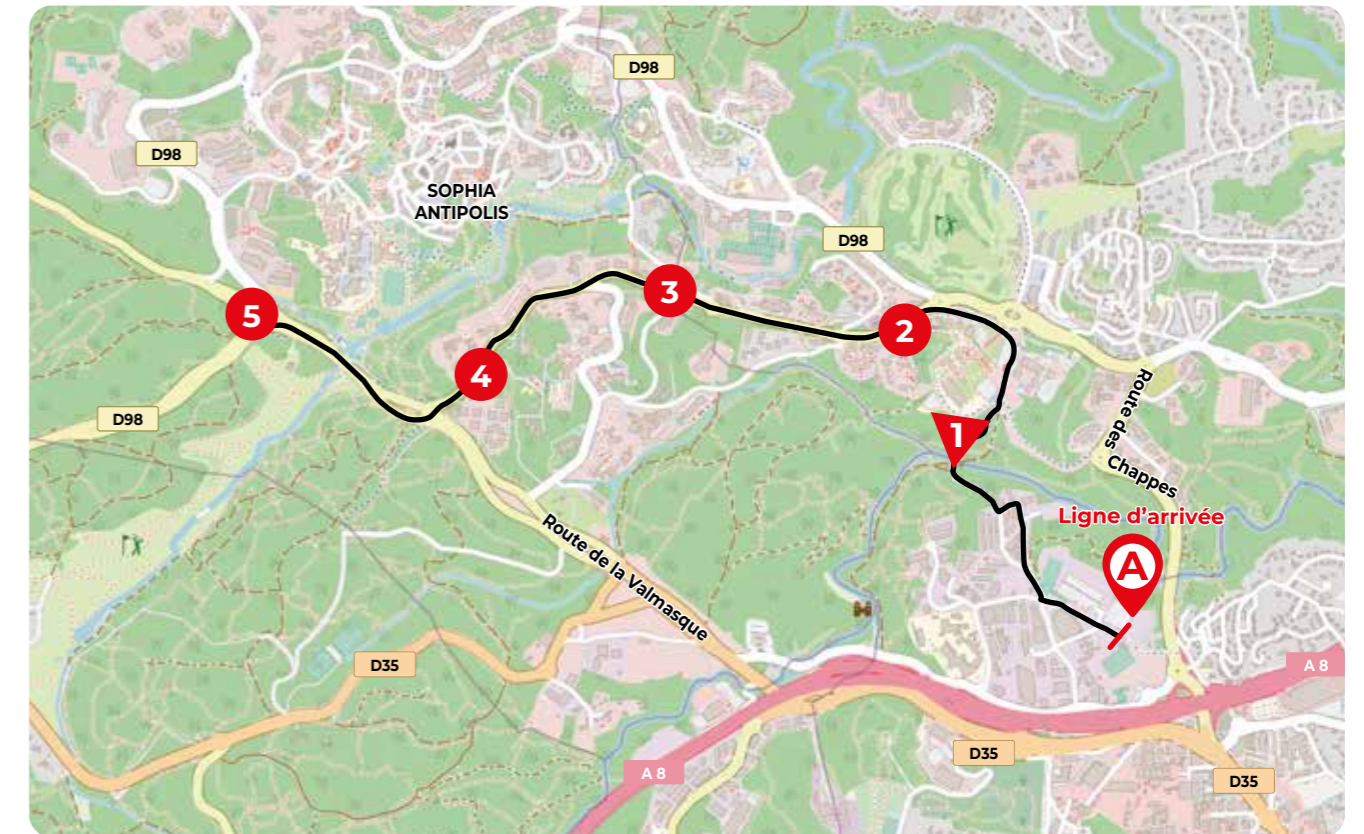 D98
D98
SOPHIA
ANTIPOLIS
D98
3
5
2
4
D98
Route des
Chappes
1
Ligne d'arrivée
A
Route de la Valmasque
D35
A 8
D35
A 8
D35